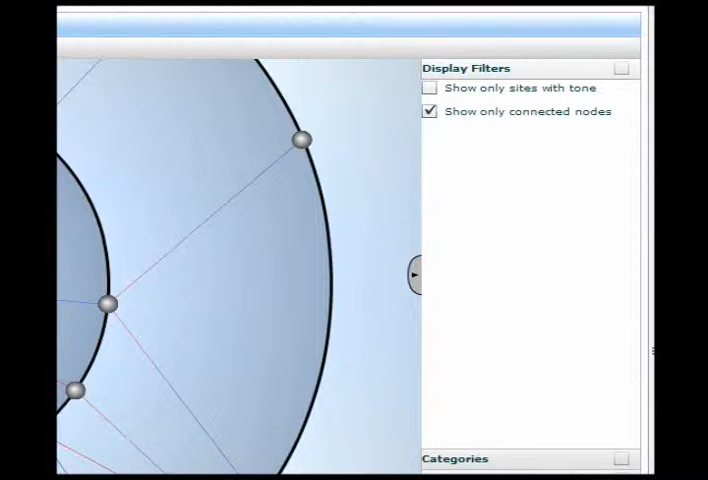 Display Filters
Show only sites with tone
Show only connected nodes
Categories